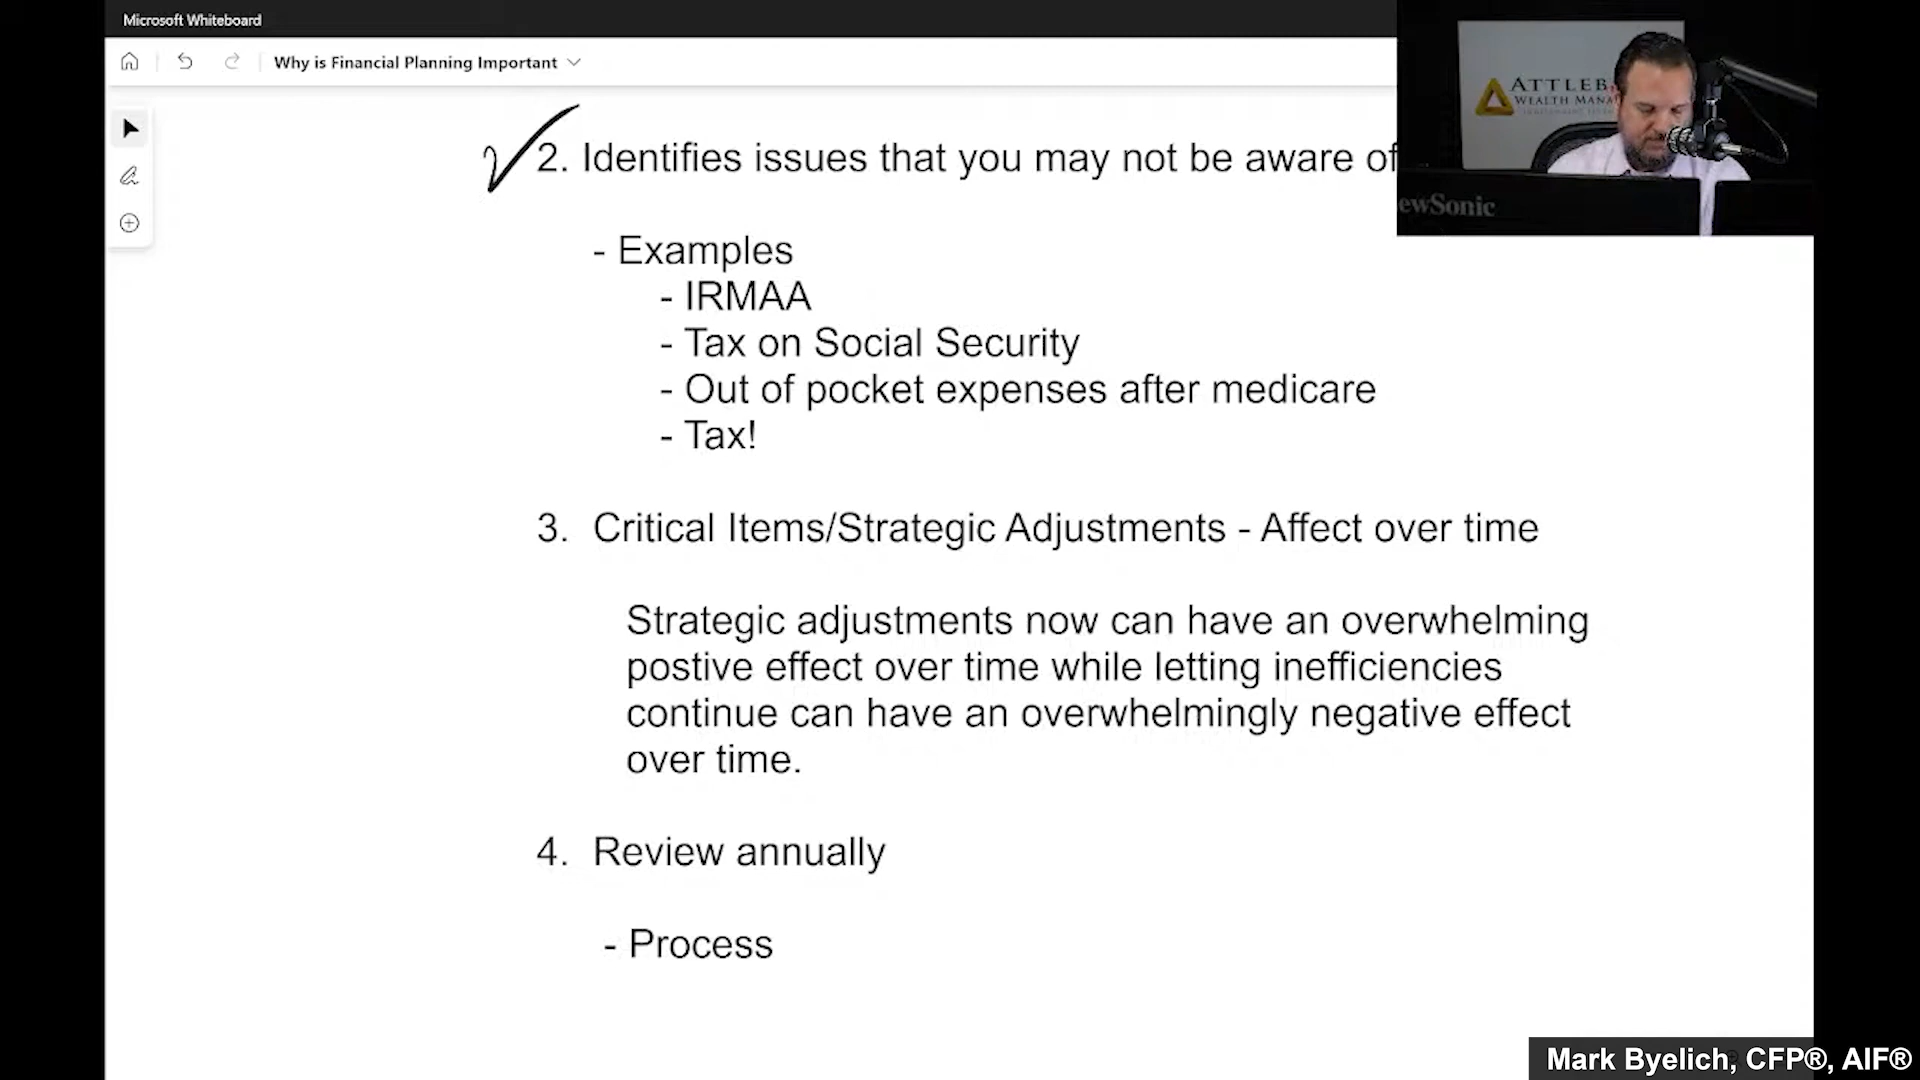 Microsoft Whiteboard
Why is Financial Planning Important
2. Identifies issues that you may not be aware of
- Examples
- IRMAA
- Tax on Social Security
- Out of pocket expenses after medicare
- Tax!
3. Critical Items/Strategic Adjustments - Affect over time
Strategic adjustments now can have an overwhelming
postive effect over time while letting inefficiencies
continue can have an overwhelmingly negative effect
over time.
4. Review annually
- Process
ATTLEB
WEALTH MANA
ewSonic
Mark Byelich, CFP®, AIF®